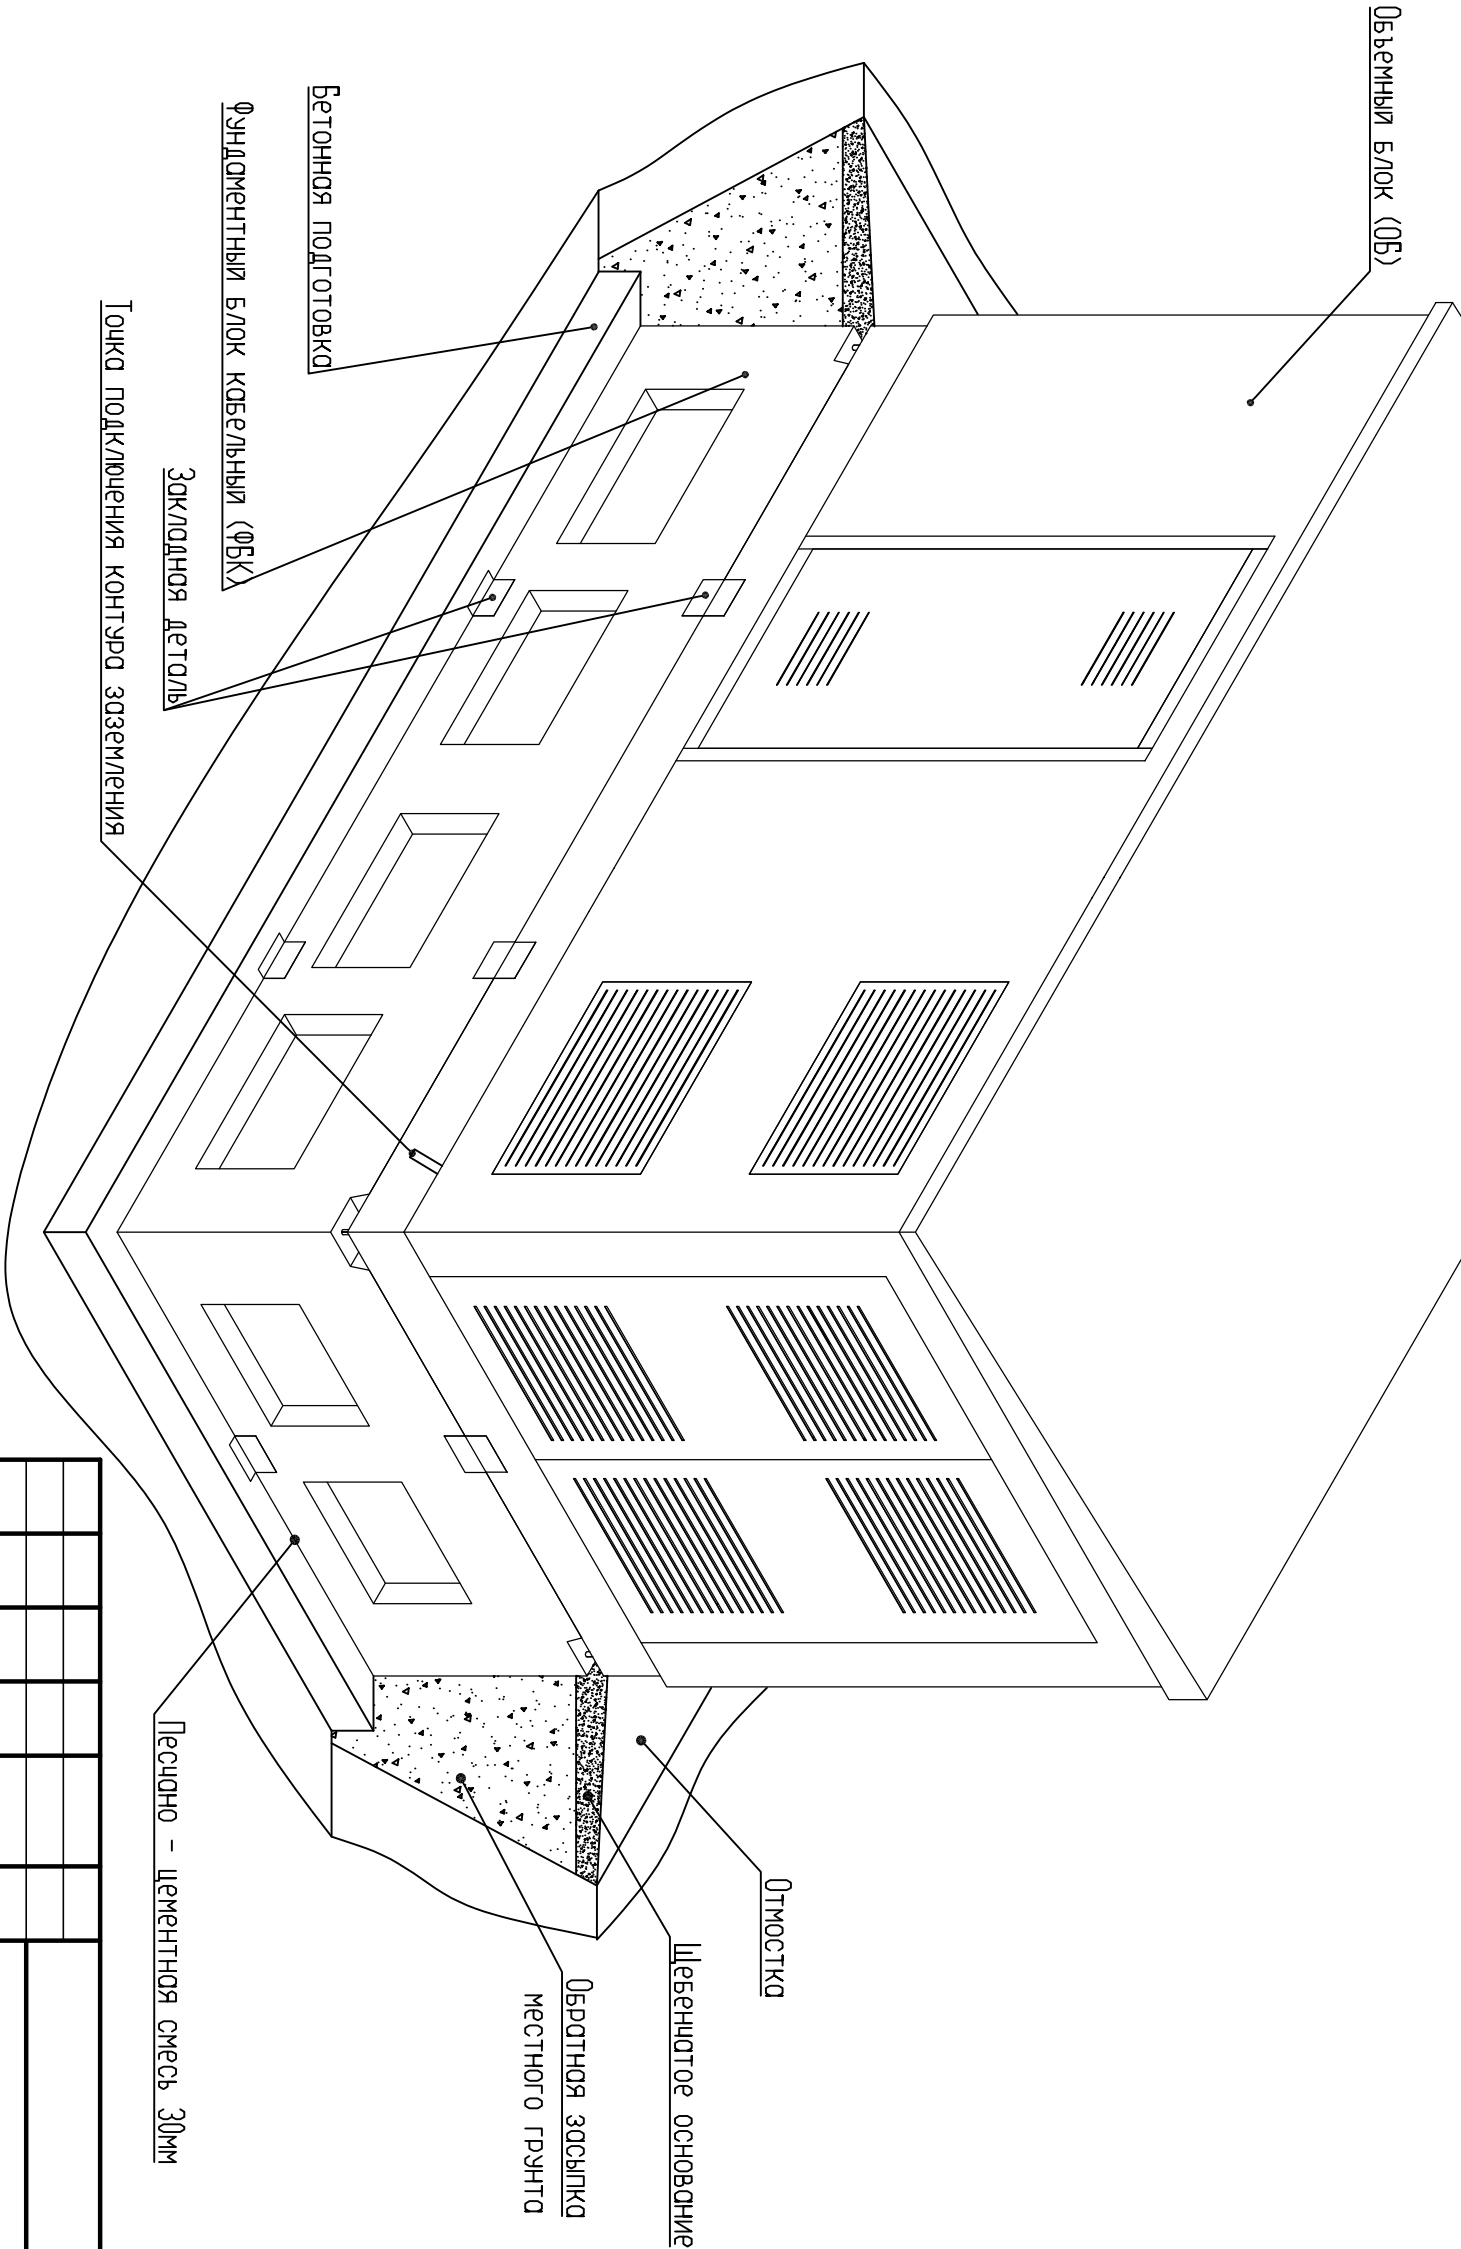 Объемный блок (ОБ)
Бетонная подготовка
Фундаментный блок кабельный (ФБК)
Закладная деталь
Точка подключения контура заземления
Отмостка
Щебенчатое основание
Обратная засыпка
местного грунта
Песчано - цементная смесь 30мм